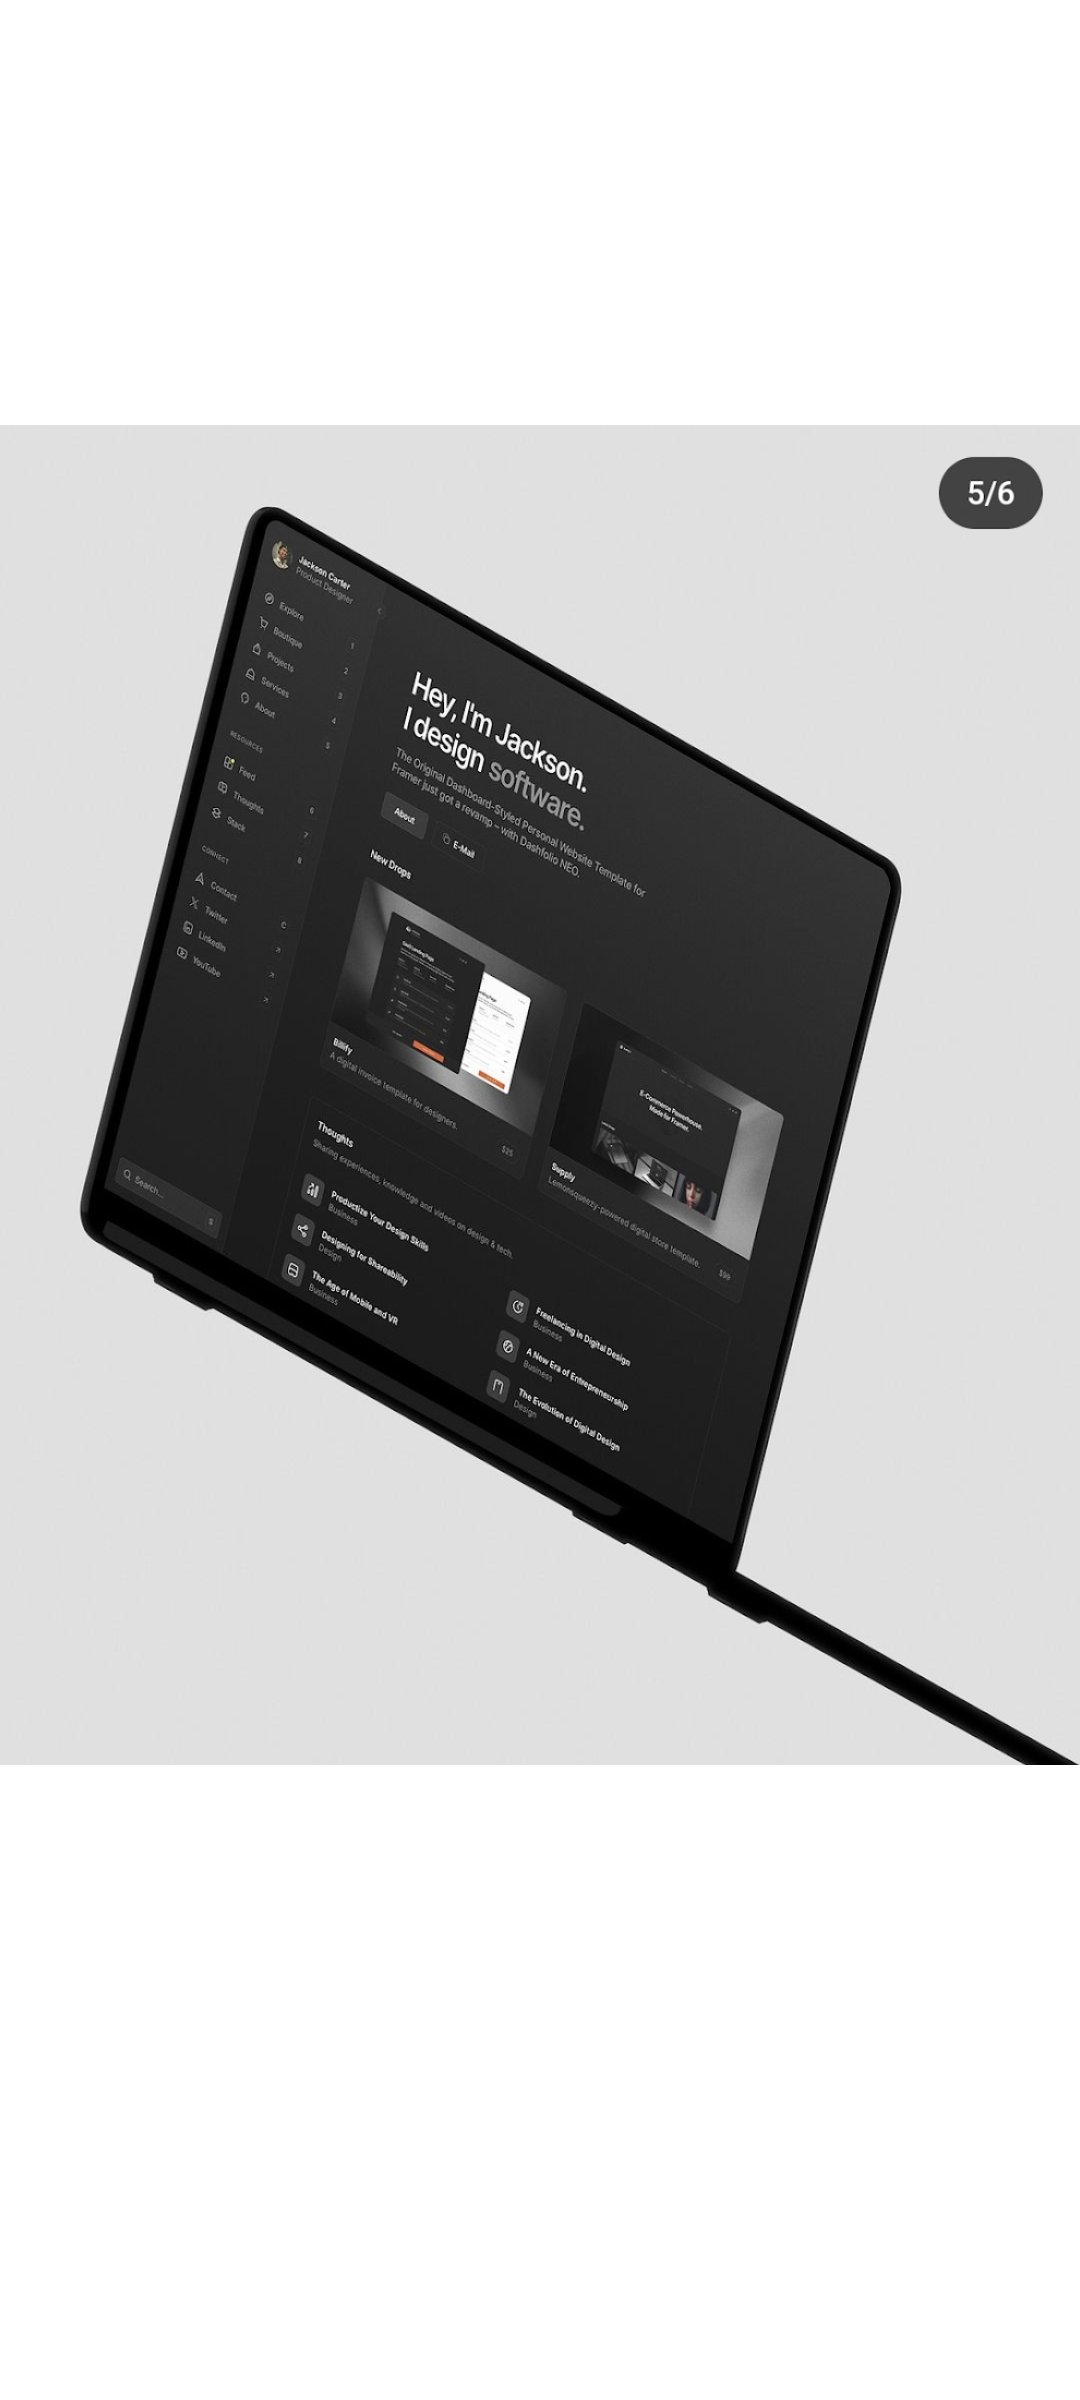 5/6
Jackson Carter
Product Designer
Explore
1
Boutique
2
Projects
3
Services
4
About
5
RESOURCES
Feed
6
Thoughts
7
Stack
8
CONNECT
Contact
C
Twitter
LinkedIn
YouTube
Search...
S
Hey, I'm Jackson.
I design software.
The Original Dashboard-Styled Personal Website Template for
Framer just got a revamp – with Dashfolio NEO.
About
E-Mail
New Drops
Billify
A digital invoice template for designers.
$25
E-Commerce Powerhouse.
Made for Framer.
Supply
Lemonsqueezy-powered digital store template.
$99
Thoughts
Sharing experiences, knowledge and videos on design & tech.
Productize Your Design Skills
Business
Designing for Shareability
Design
The Age of Mobile and VR
Business
Freelancing in Digital Design
Business
A New Era of Entrepreneurship
Business
The Evolution of Digital Design
Design